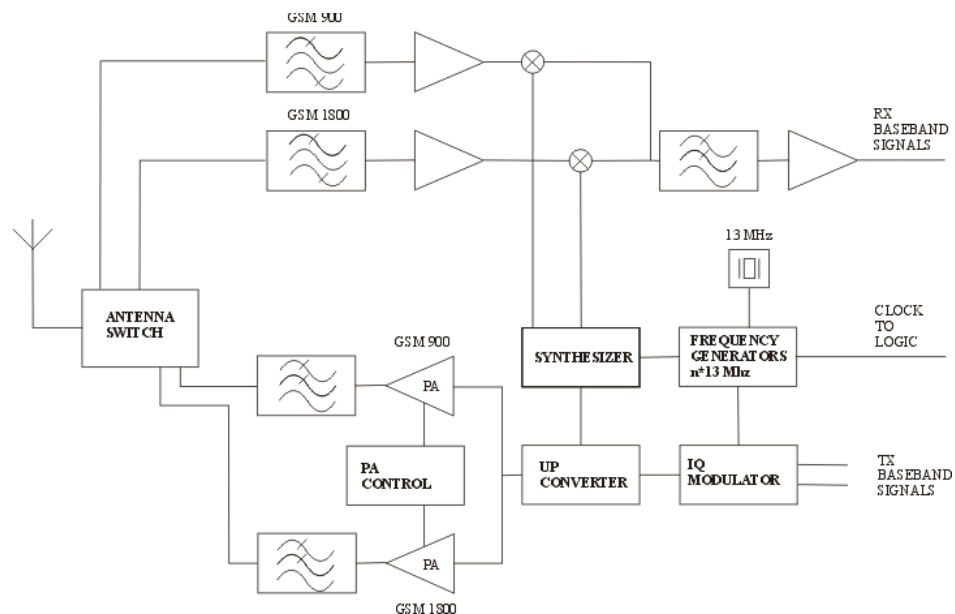 GSM 900
GSM 1800
RX
BASEBAND
SIGNALS
13 MHz
ANTENNA
SWITCH
CLOCK
TO
LOGIC
SYNTHESIZER
FREQUENCY
GENERATORS
n*13 Mhz
GSM 900
PA
PA
CONTROL
UP
CONVERTER
IQ
MODULATOR
TX
BASEBAND
SIGNALS
PA
GSM 1800